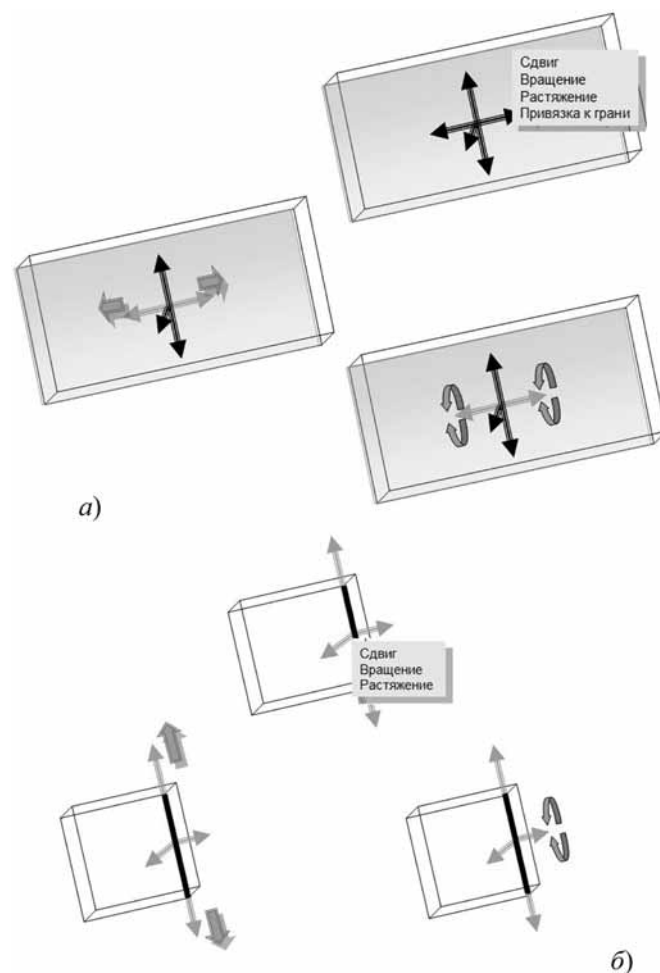 Сдвиг
Вращение
Растяжение
Привязка к грани
а)
Сдвиг
Вращение
Растяжение
б)